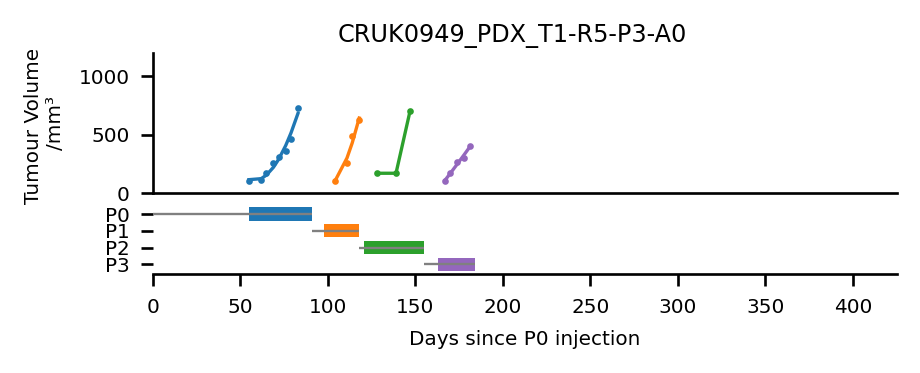 CRUK0949_PDX_T1-R5-P3-A0
Tumour Volume
/mm³
1000
500
0
P0
P1
P2
P3
0 50 100 150 200 250 300 350 400
Days since P0 injection